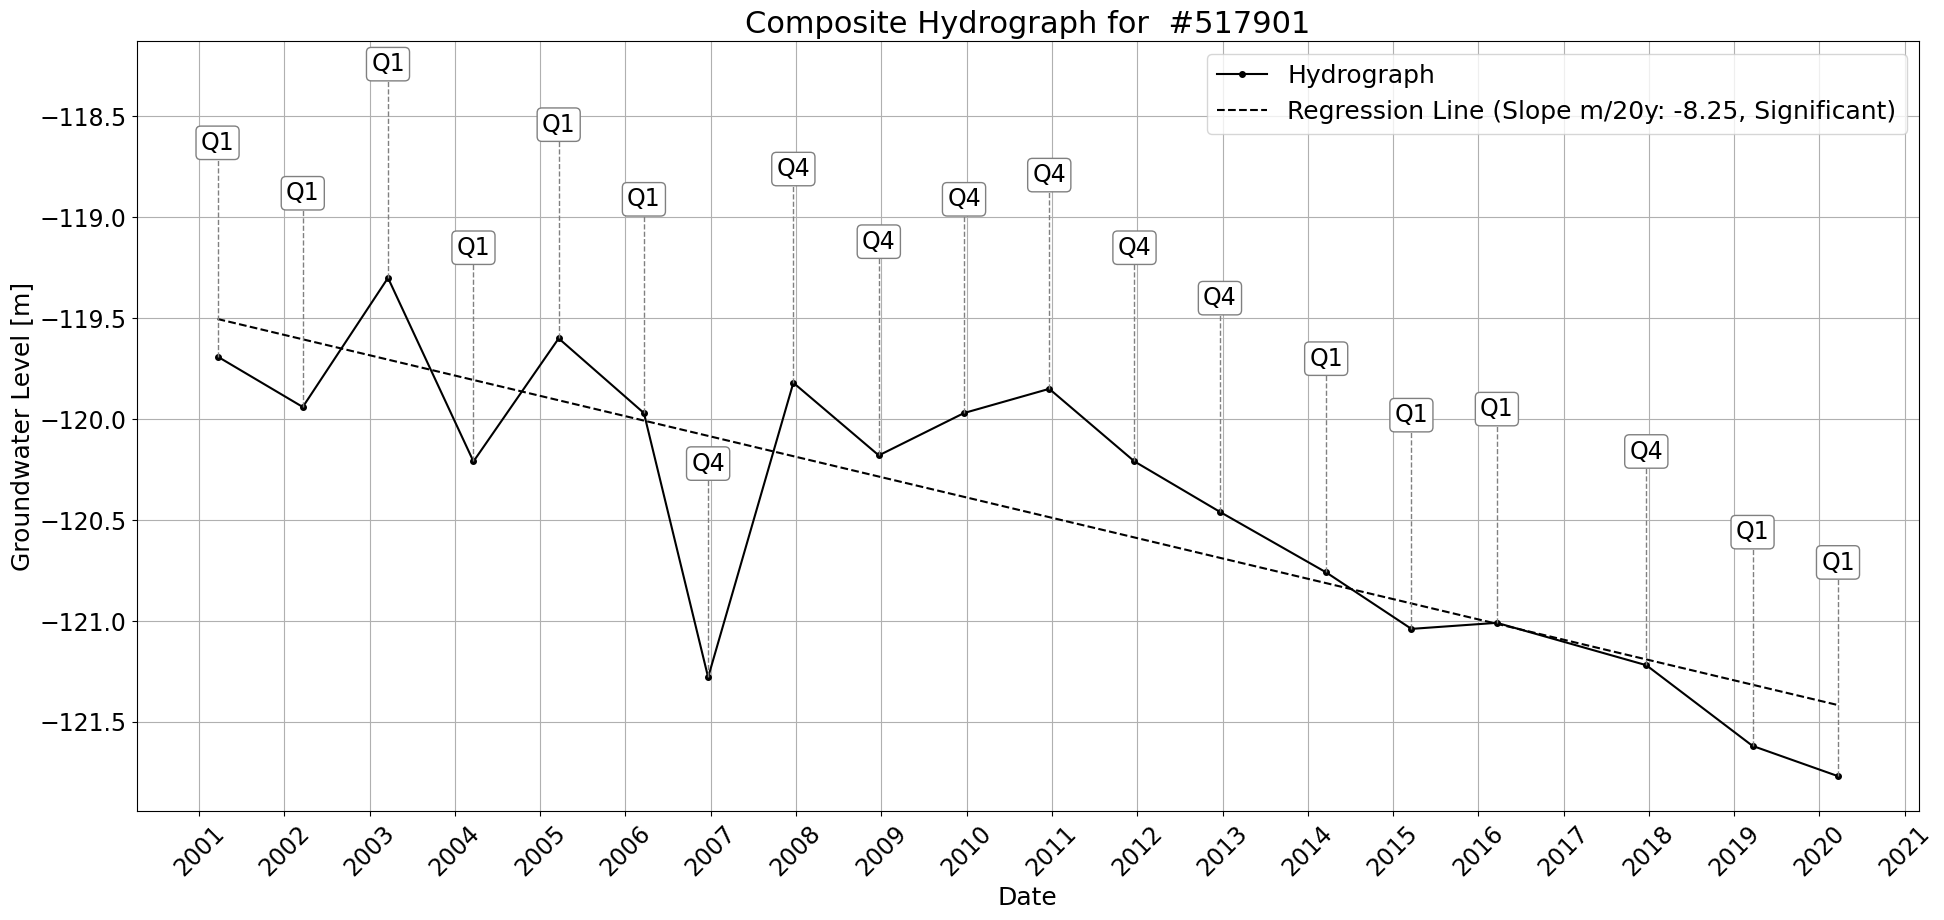 Composite Hydrograph for  #517901
Hydrograph
Regression Line (Slope m/20y: -8.25, Significant)
Groundwater Level [m]
−118.5
−119.0
−119.5
−120.0
−120.5
−121.0
−121.5
Q1
Q1
Q1
Q1
Q1
Q1
Q4
Q4
Q4
Q4
Q4
Q4
Q4
Q1
Q1
Q1
Q4
Q1
Q1
2001
2002
2003
2004
2005
2006
2007
2008
2009
2010
2011
2012
2013
2014
2015
2016
2017
2018
2019
2020
2021
Date